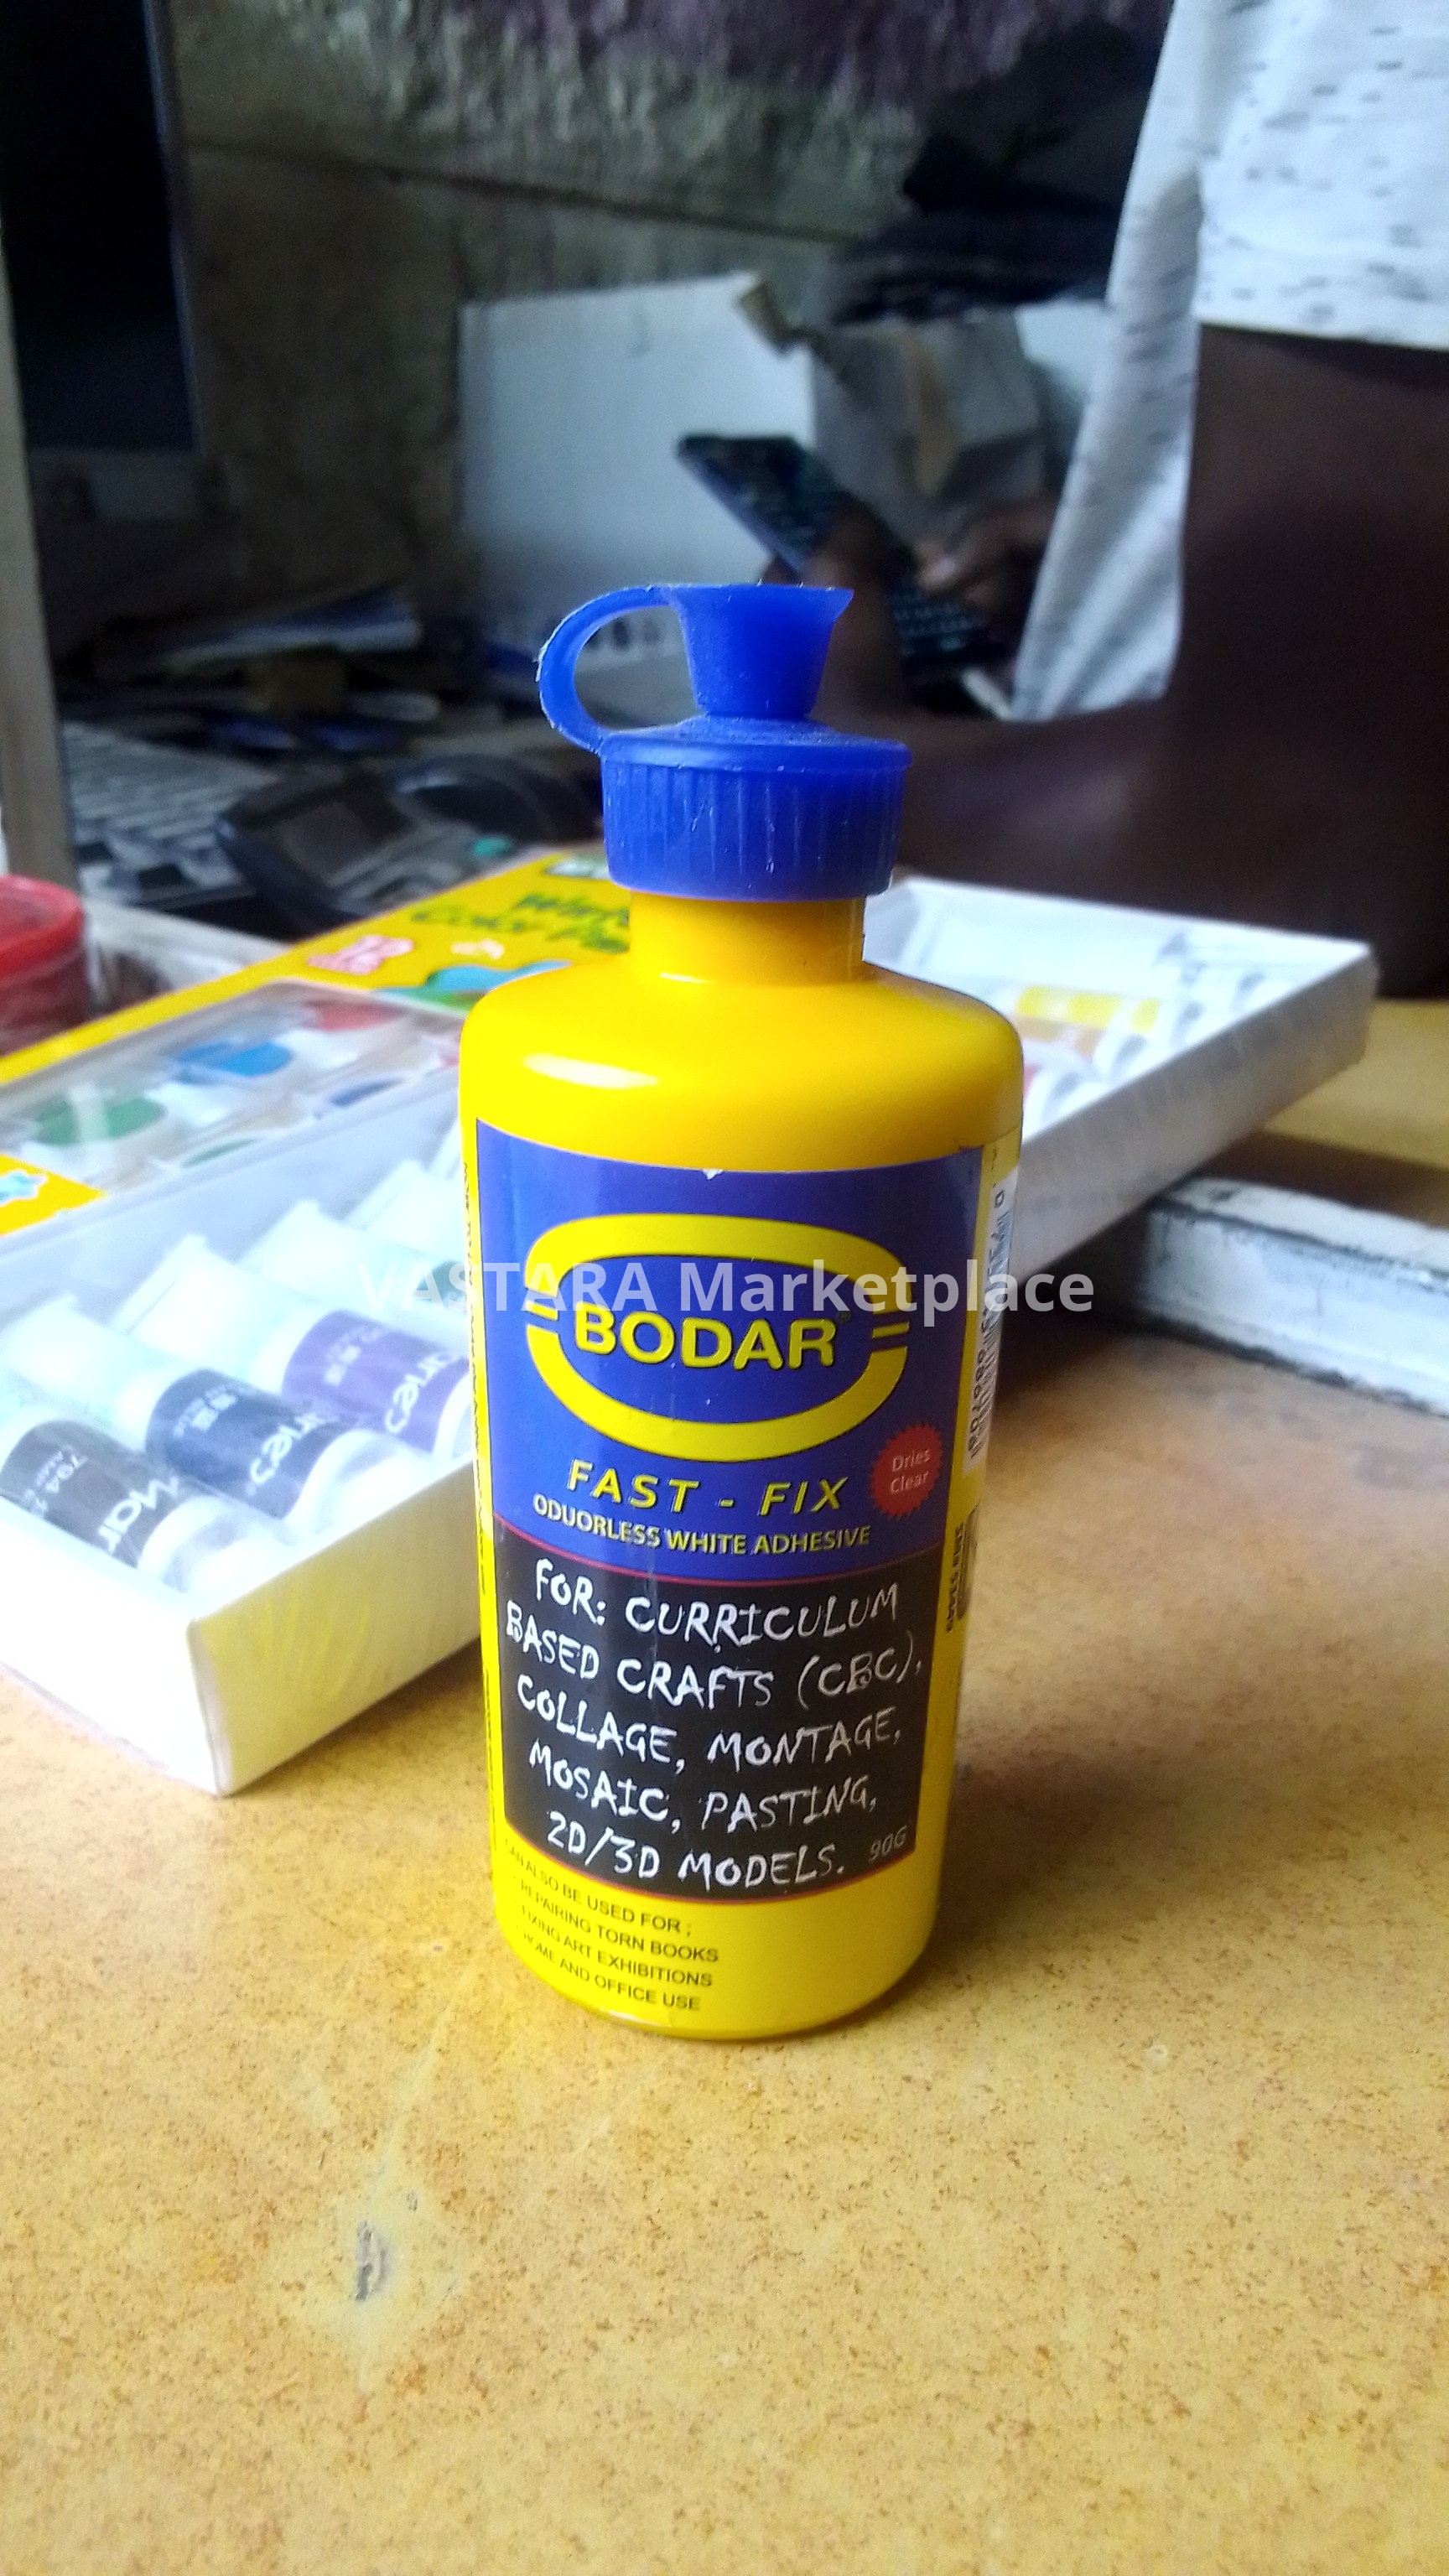 VASTARA Marketplace
BODAR
FAST - FIX
Dries
Clear
ODUORLESS WHITE ADHESIVE
FOR: CURRICULUM
BASED CRAFTS (CBC),
COLLAGE, MONTAGE,
MOSAIC, PASTING,
2D/3D MODELS. 90G
CAN ALSO BE USED FOR ;
REPAIRING TORN BOOKS
FIXING ART EXHIBITIONS
HOME AND OFFICE USE